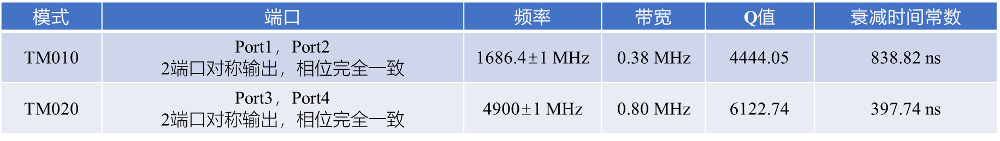 模式 端口 频率 带宽 Q值 衰减时间常数
TM010 Port1，Port2 1686.4±1 MHz 0.38 MHz 4444.05 838.82 ns
2端口对称输出，相位完全一致
TM020 Port3，Port4 4900±1 MHz 0.80 MHz 6122.74 397.74 ns
2端口对称输出，相位完全一致